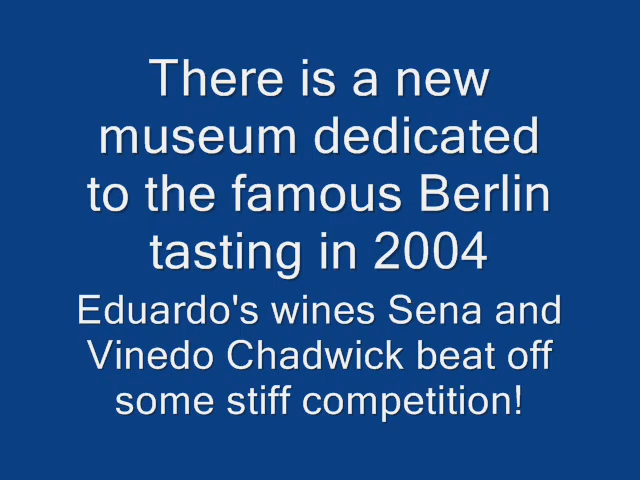 There is a new
museum dedicated
to the famous Berlin
tasting in 2004
Eduardo's wines Sena and
Vinedo Chadwick beat off
some stiff competition!